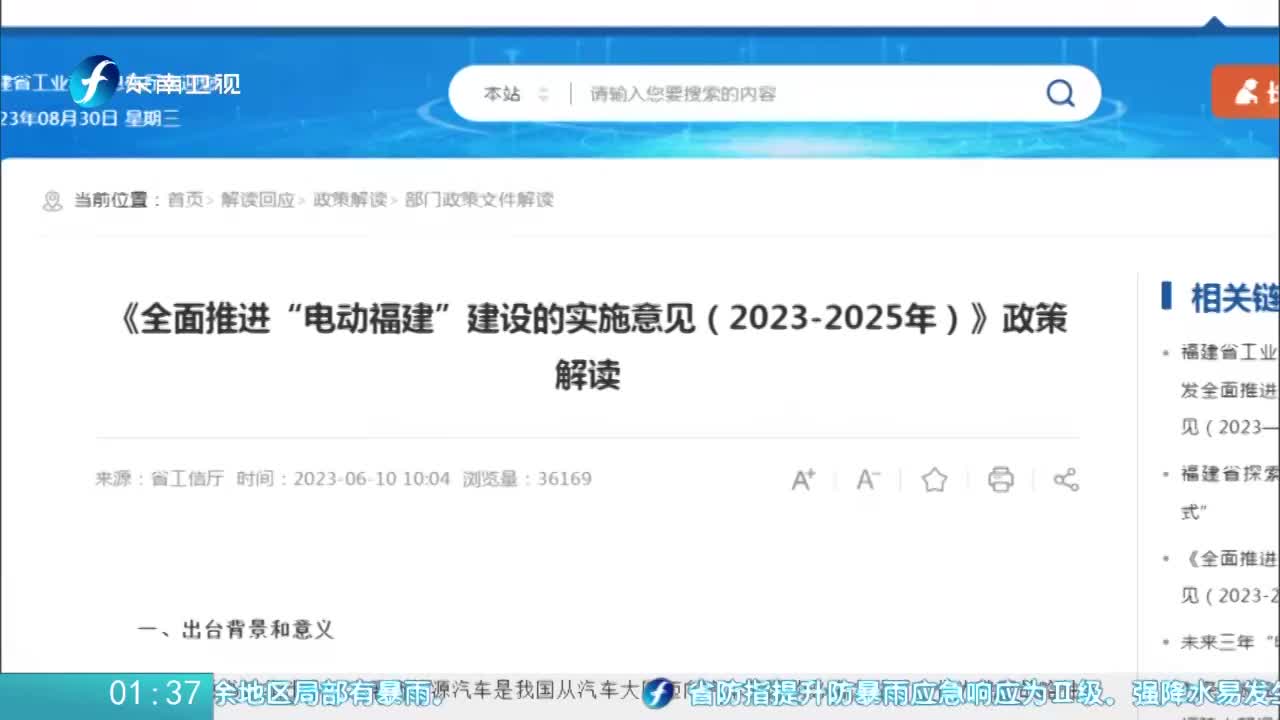 建省工业
东南卫视
23年08月30日 星期三
本站
请输入您要搜索的内容
当前位置：首页> 解读回应> 政策解读> 部门政策文件解读
《全面推进“电动福建”建设的实施意见（2023-2025年）》政策
解读
来源：省工信厅 时间：2023-06-10 10:04 浏览量：36169
A+ A-
一、出台背景和意义
相关链
福建省工业
发全面推进
见（2023—
福建省探索
式”
《全面推进
见（2023-2
未来三年
01:37
余地区局部有暴雨，
源汽车是我国从汽车大国
省防指提升防暴雨应急响应为Ⅱ级。强降水易发